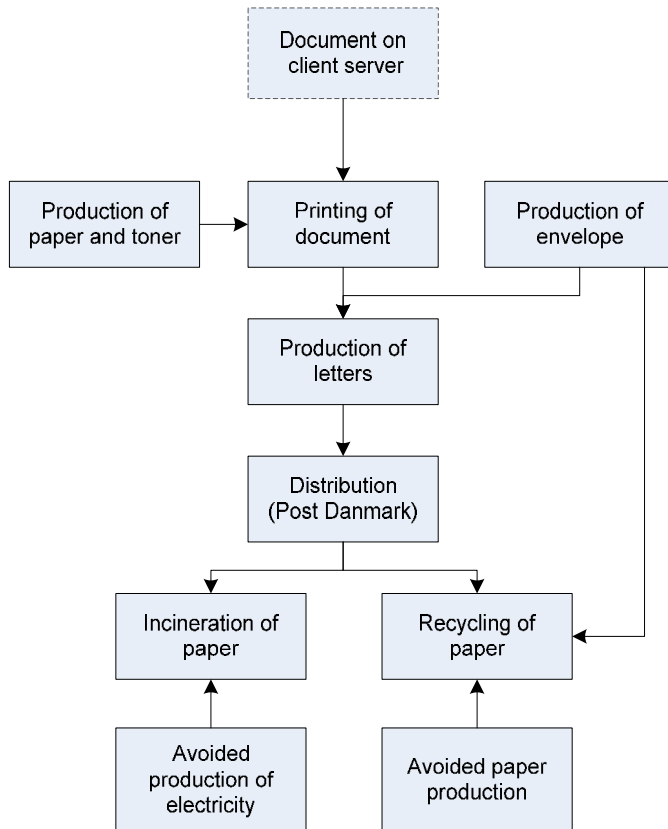 Document on
client server
Production of
paper and toner
Printing of
document
Production of
envelope
Production of
letters
Distribution
(Post Danmark)
Incineration of
paper
Recycling of
paper
Avoided
production of
electricity
Avoided paper
production